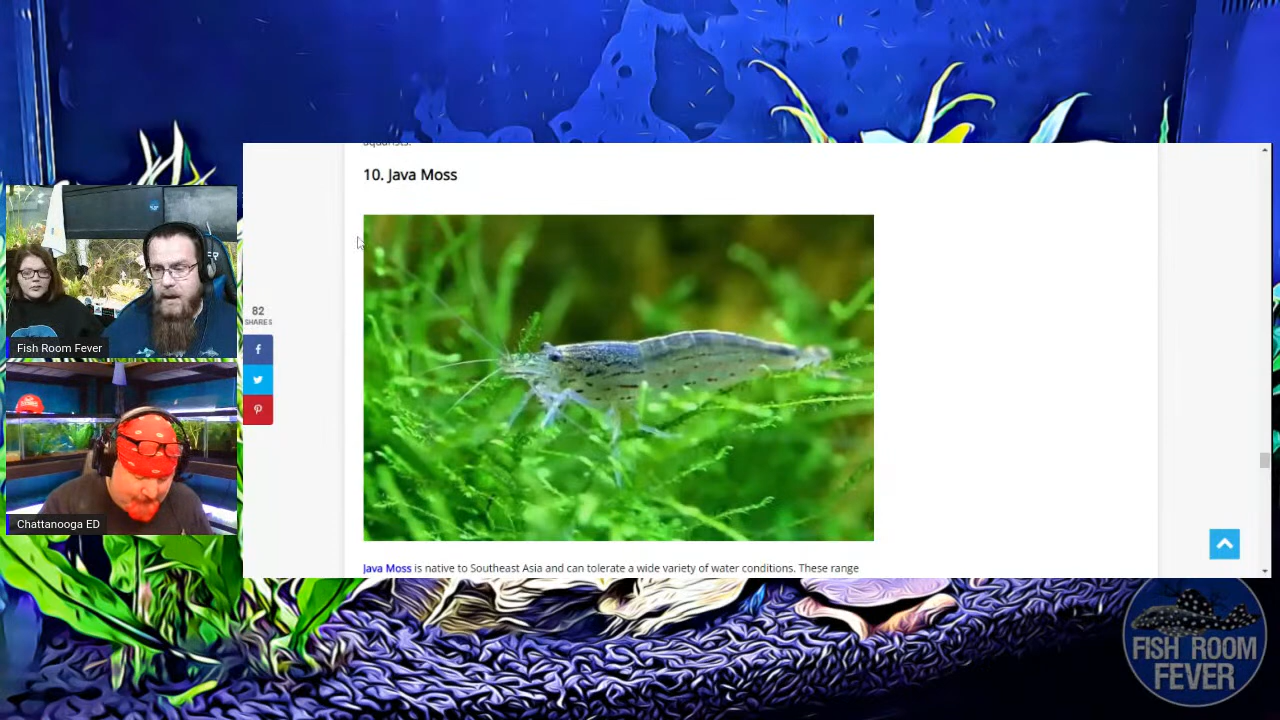 aquarists.
10. Java Moss
82
SHARES
Fish Room Fever
Chattanooga ED
Java Moss is native to Southeast Asia and can tolerate a wide variety of water conditions. These range
FISH ROOM
FEVER